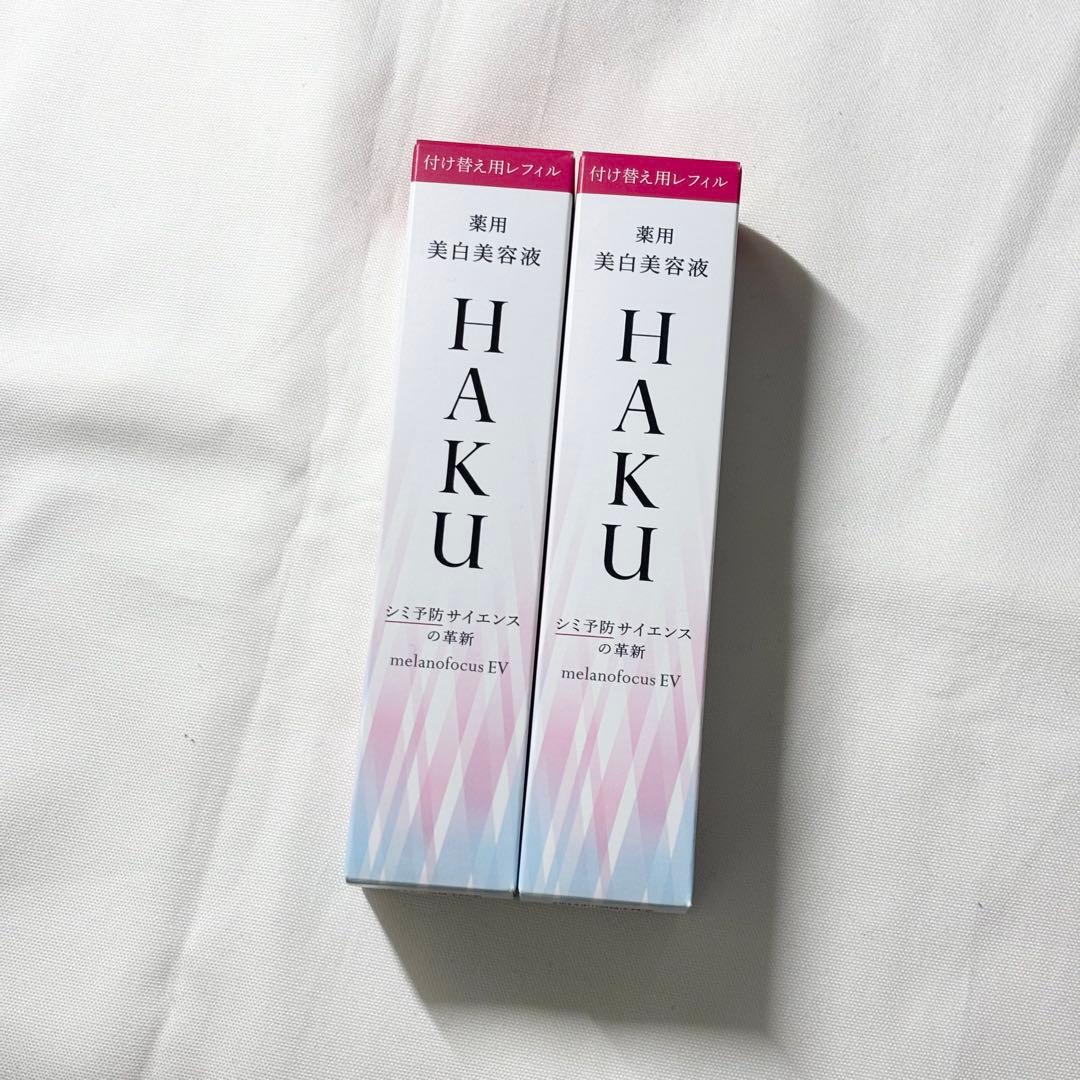 付け替え用レフィル
薬用
美白美容液
HAKU
シミ予防サイエンス
の革新
melanofocus EV
付け替え用レフィル
薬用
美白美容液
HAKU
シミ予防サイエンス
の革新
melanofocus EV